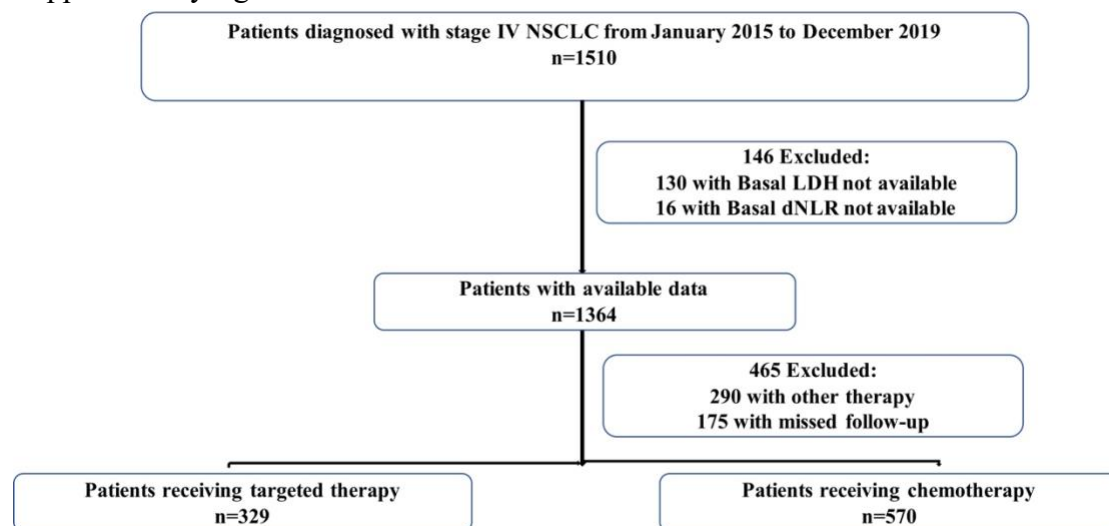 Patients diagnosed with stage IV NSCLC from January 2015 to December 2019
n=1510
146 Excluded:
130 with Basal LDH not available
16 with Basal dNLR not available
Patients with available data
n=1364
465 Excluded:
290 with other therapy
175 with missed follow-up
Patients receiving targeted therapy
n=329
Patients receiving chemotherapy
n=570